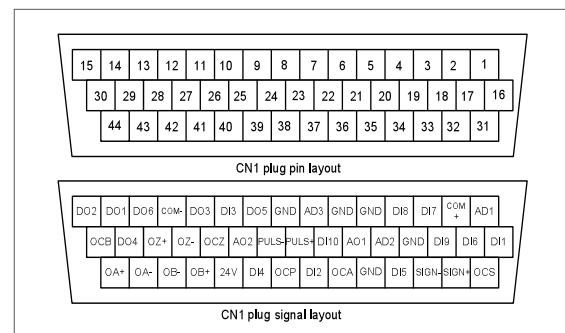 15 14 13 12 11 10 9 8 7 6 5 4 3 2 1
30 29 28 27 26 25 24 23 22 21 20 19 18 17 16
44 43 42 41 40 39 38 37 36 35 34 33 32 31
CN1 plug pin layout
DO2 DO1 DO6 COM- DO3 DI3 DO5 GND AD3 GND GND DI8 DI7 COM+ AD1
OCB DO4 OZ+ OZ- OCZ AO2 PULS- PULS+ DI10 AO1 AD2 GND DI9 DI6 DI1
OA+ OA- OB- OB+ 24V DI4 OCP DI2 OCA GND DI5 SIGN- SIGN+ OCS
CN1 plug signal layout